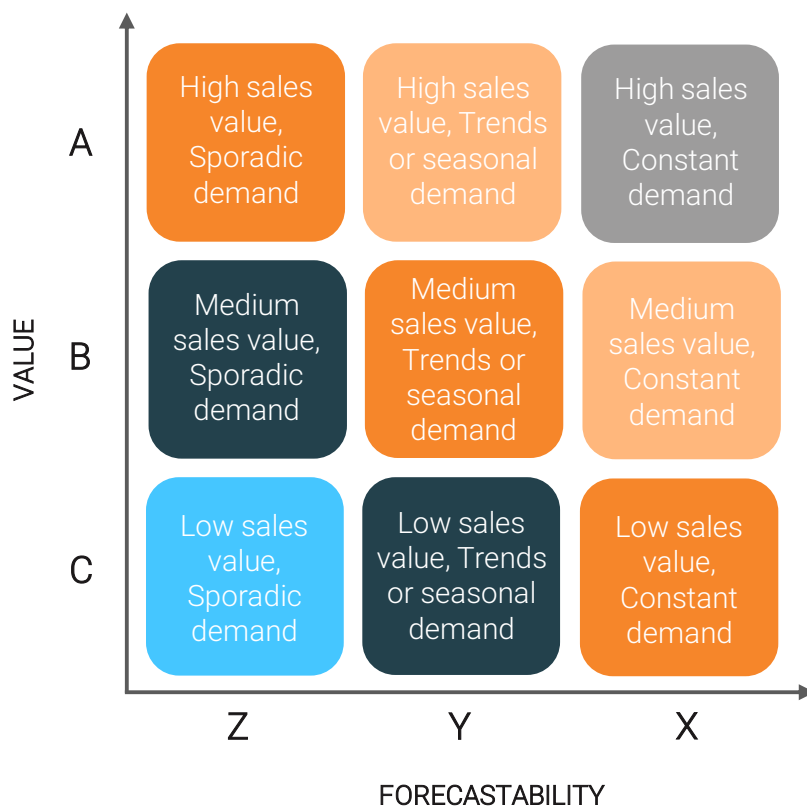 A
High sales
value,
Sporadic
demand
High sales
value, Trends
or seasonal
demand
High sales
value,
Constant
demand
VALUE
B
Medium
sales value,
Sporadic
demand
Medium
sales value,
Trends or
seasonal
demand
Medium
sales value,
Constant
demand
C
Low sales
value,
Sporadic
demand
Low sales
value, Trends
or seasonal
demand
Low sales
value,
Constant
demand
Z
Y
X
FORECASTABILITY